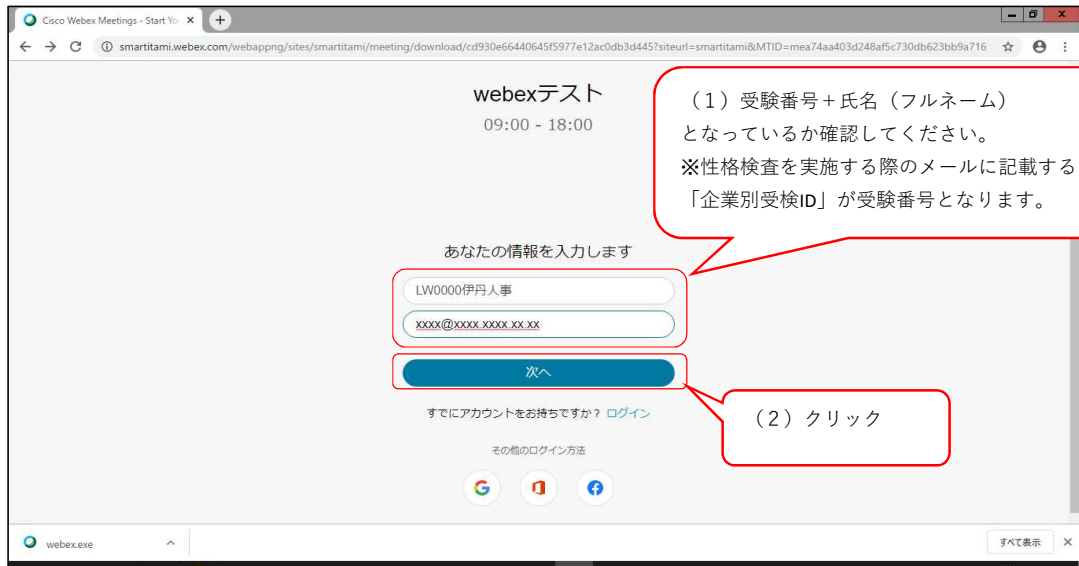 Cisco Webex Meetings - Start Yo
smartitami.webex.com/webappng/sites/smartitami/meeting/download/cd930e66440645f5977e12ac0db3d445?siteurl=smartitami&MTID=mea74aa403d248af5c730db623bb9a716
webexテスト
09:00 - 18:00
(1)受験番号+氏名(フルネーム)
となっているか確認してください。
※性格検査を実施する際のメールに記載する
「企業別受検ID」が受験番号となります。
あなたの情報を入力します
LW0000伊丹人事
xxxx@xxxx.xxxx.xx.xx
次へ
(2)クリック
すでにアカウントをお持ちですか? ログイン
その他のログイン方法
webex.exe
すべて表示